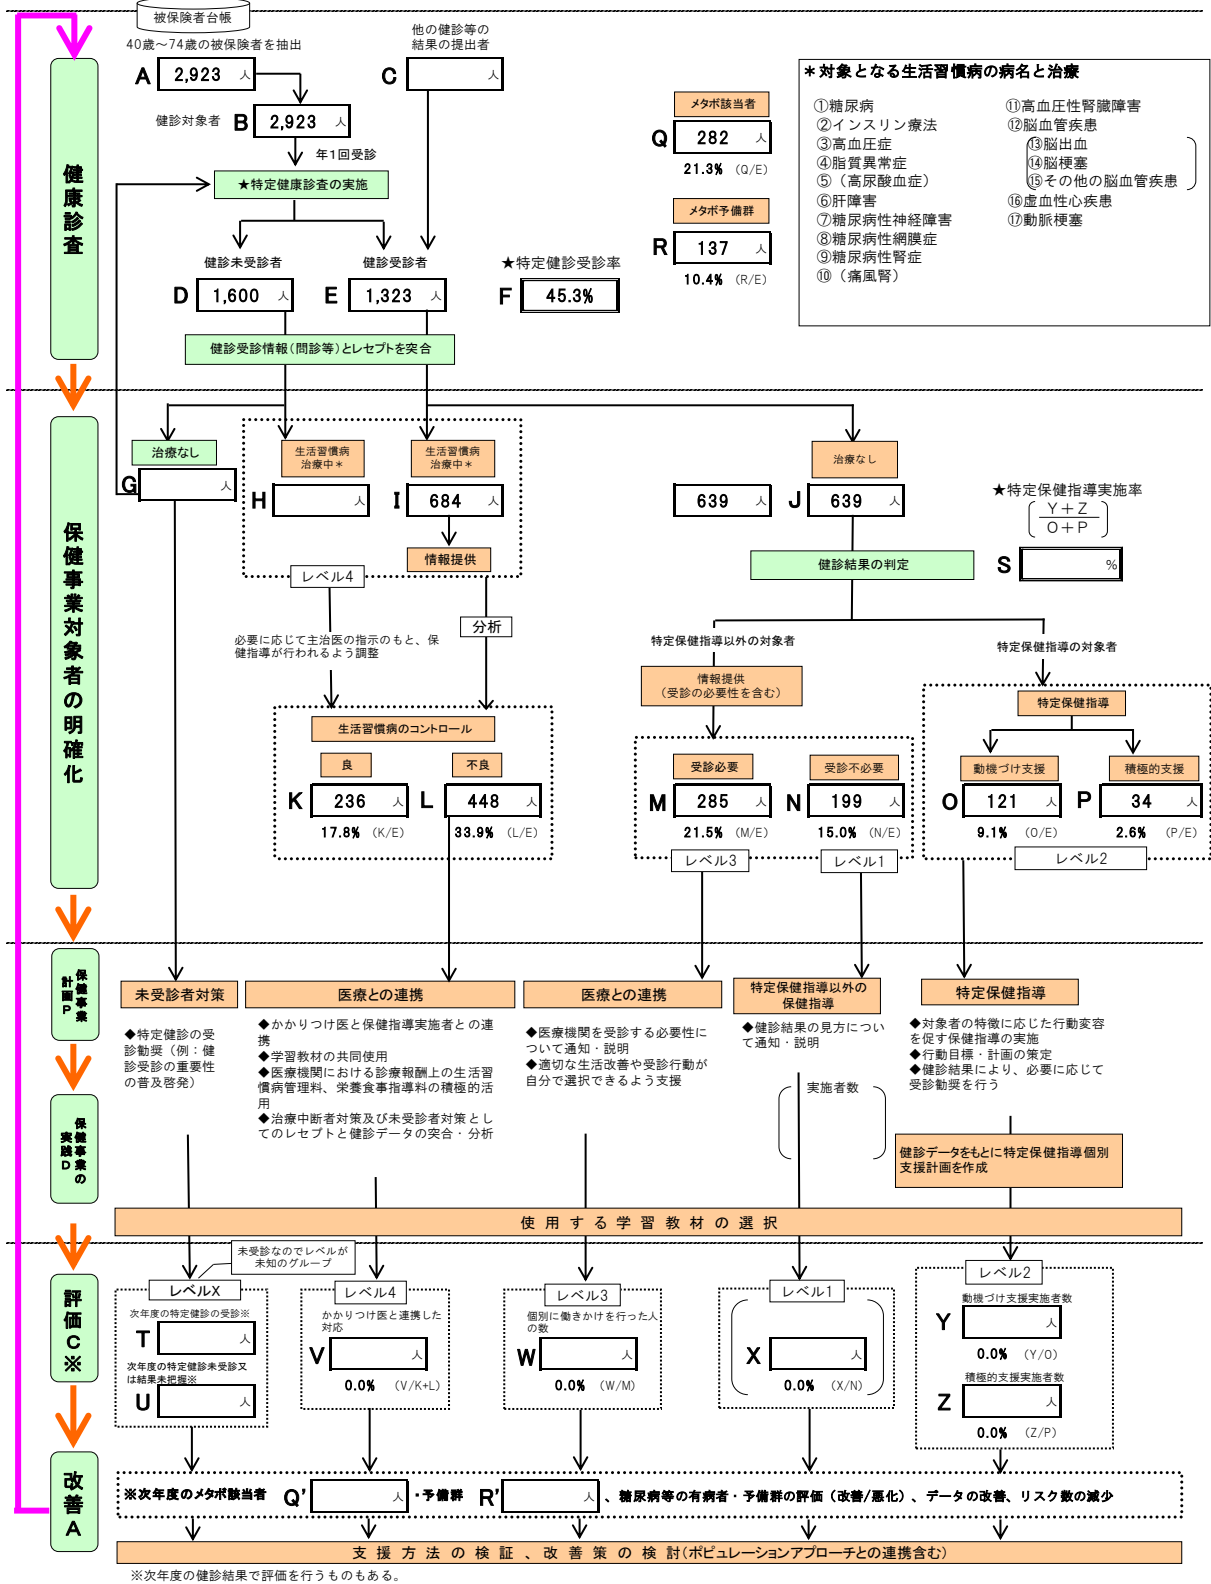 被保険者台帳
40歳～74歳の被保険者を抽出
A 2,923 人
他の健診等の
結果の提出者
C 人
健診対象者 B 2,923 人
年1回受診
★特定健康診査の実施
健診未受診者
D 1,600 人
健診受診者
E 1,323 人
★特定健診受診率
F 45.3%
メタボ該当者
Q 282 人
21.3% (Q/E)
メタボ予備群
R 137 人
10.4% (R/E)
＊対象となる生活習慣病の病名と治療
①糖尿病
②インスリン療法
③高血圧症
④脂質異常症
⑤（高尿酸血症）
⑥肝障害
⑦糖尿病性神経障害
⑧糖尿病性網膜症
⑨糖尿病性腎症
⑩（痛風腎）
⑪高血圧性腎臓障害
⑫脳血管疾患
⑬脳出血
⑭脳梗塞
⑮その他の脳血管疾患
⑯虚血性心疾患
⑰動脈梗塞
健診受診情報(問診等)とレセプトを突合
健康診査
治療なし
G 人
生活習慣病
治療中＊
H 人
生活習慣病
治療中＊
I 684 人
情報提供
レベル4
639 人
治療なし
J 639 人
健診結果の判定
★特定保健指導実施率
Y＋Z
O＋P
S %
必要に応じて主治医の指示のもと、保
健指導が行われるよう調整
分析
特定保健指導以外の対象者
特定保健指導の対象者
情報提供
（受診の必要性を含む）
特定保健指導
生活習慣病のコントロール
良
K 236 人
17.8% (K/E)
不良
L 448 人
33.9% (L/E)
受診必要
M 285 人
21.5% (M/E)
レベル3
受診不必要
N 199 人
15.0% (N/E)
レベル1
動機づけ支援
O 121 人
9.1% (O/E)
積極的支援
P 34 人
2.6% (P/E)
レベル2
保健事業対象者の明確化
保健事業
計画P
未受診者対策
◆特定健診の受
診勧奨（例：健
診受診の重要性
の普及啓発）
医療との連携
◆かかりつけ医と保健指導実施者との連
携
◆学習教材の共同使用
◆医療機関における診療報酬上の生活習
慣病管理料、栄養食事指導料の積極的活
用
◆治療中断者対策及び未受診者対策とし
てのレセプトと健診データの突合・分析
医療との連携
◆医療機関を受診する必要性に
ついて通知・説明
◆適切な生活改善や受診行動が
自分で選択できるよう支援
特定保健指導以外の
保健指導
◆健診結果の見方につい
て通知・説明
実施者数
特定保健指導
◆対象者の特徴に応じた行動変容
を促す保健指導の実施
◆行動目標・計画の策定
◆健診結果により、必要に応じて
受診勧奨を行う
健診データをもとに特定保健指導個別
支援計画を作成
保健事業の
実践D
使用する学習教材の選択
未受診なのでレベルが
未知のグループ
レベルX
次年度の特定健診の受診※
T 人
次年度の特定健診未受診又
は結果未把握※
U 人
レベル4
かかりつけ医と連携した
対応
V 人
0.0% (V/K+L)
レベル3
個別に働きかけを行った人
の数
W 人
0.0% (W/M)
レベル1
X 人
0.0% (X/N)
レベル2
動機づけ支援実施者数
Y 人
0.0% (Y/O)
積極的支援実施者数
Z 人
0.0% (Z/P)
評価C※
改善A
※次年度のメタボ該当者 Q' 人 ・予備群 R' 人 、糖尿病等の有病者・予備群の評価（改善/悪化）、データの改善、リスク数の減少
支援方法の検証、改善策の検討(ポピュレーションアプローチとの連携含む)
※次年度の健診結果で評価を行うものもある。